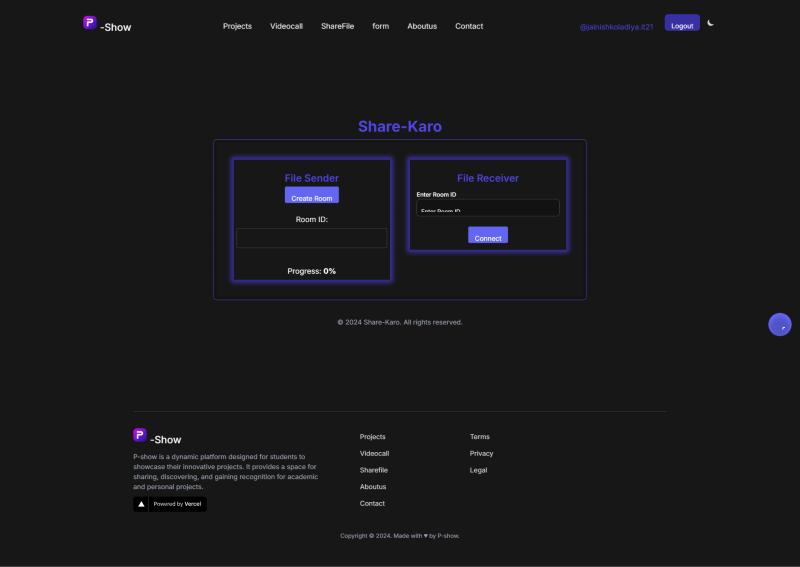 P -Show
Projects Videocall ShareFile form Aboutus Contact
@jainishkoladiya.it21 Logout
Share-Karo
File Sender
Create Room
Room ID:
Progress: 0%
File Receiver
Enter Room ID
Enter Room ID
Connect
© 2024 Share-Karo. All rights reserved.
P -Show
P-show is a dynamic platform designed for students to
showcase their innovative projects. It provides a space for
sharing, discovering, and gaining recognition for academic
and personal projects.
Powered by Vercel
Projects
Videocall
Sharefile
Aboutus
Contact
Terms
Privacy
Legal
Copyright © 2024. Made with ♥ by P-show.